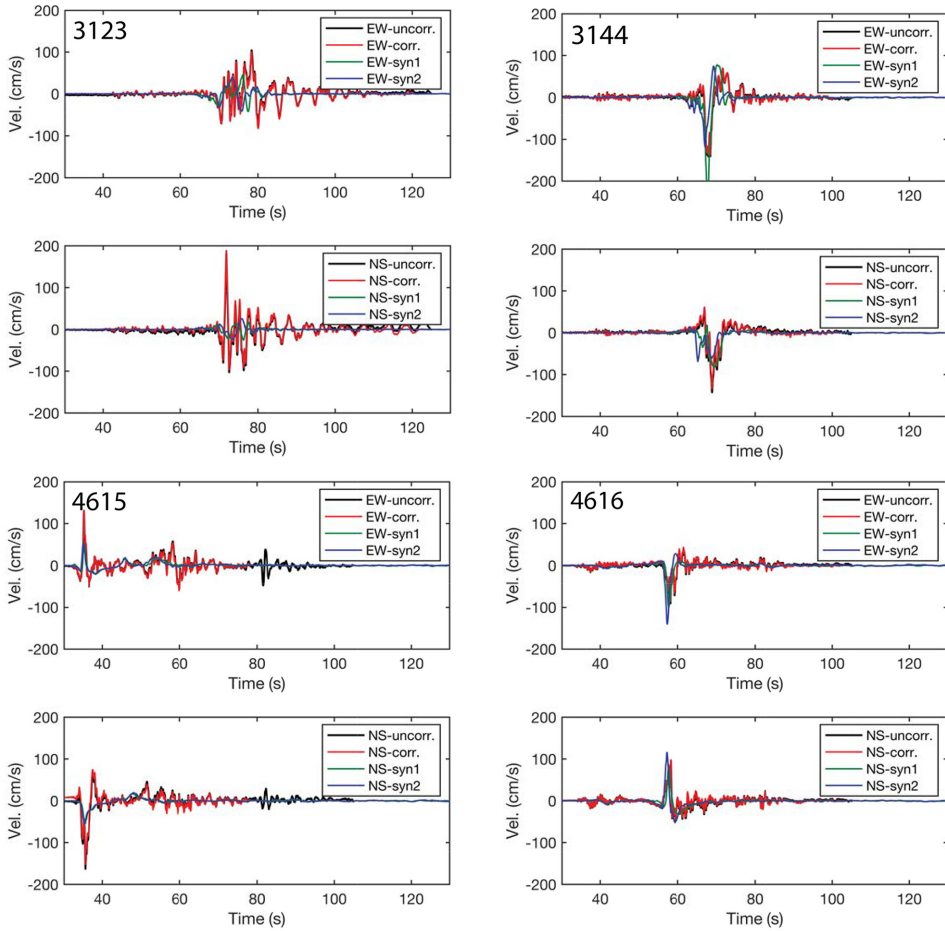 3123
EW-uncorr.
EW-corr.
EW-syn1
EW-syn2
200
100
0
-100
-200
Vel. (cm/s)
40 60 80 100 120
Time (s)
3144
EW-uncorr.
EW-corr.
EW-syn1
EW-syn2
200
100
0
-100
-200
Vel. (cm/s)
40 60 80 100 120
Time (s)
NS-uncorr.
NS-corr.
NS-syn1
NS-syn2
200
100
0
-100
-200
Vel. (cm/s)
40 60 80 100 120
Time (s)
NS-uncorr.
NS-corr.
NS-syn1
NS-syn2
200
100
0
-100
-200
Vel. (cm/s)
40 60 80 100 120
Time (s)
4615
EW-uncorr.
EW-corr.
EW-syn1
EW-syn2
200
100
0
-100
-200
Vel. (cm/s)
40 60 80 100 120
Time (s)
4616
EW-uncorr.
EW-corr.
EW-syn1
EW-syn2
200
100
0
-100
-200
Vel. (cm/s)
40 60 80 100 120
Time (s)
NS-uncorr.
NS-corr.
NS-syn1
NS-syn2
200
100
0
-100
-200
Vel. (cm/s)
40 60 80 100 120
Time (s)
NS-uncorr.
NS-corr.
NS-syn1
NS-syn2
200
100
0
-100
-200
Vel. (cm/s)
40 60 80 100 120
Time (s)